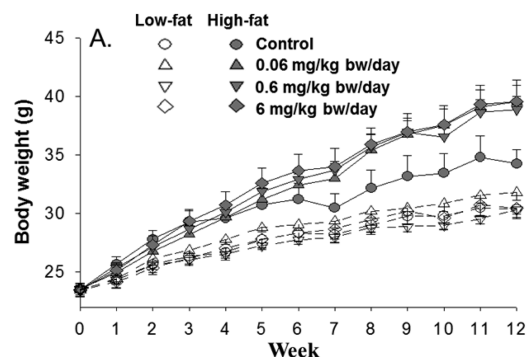 Low-fat High-fat
A.
Control
0.06 mg/kg bw/day
0.6 mg/kg bw/day
6 mg/kg bw/day
Body weight (g)
45
40
35
30
25
0 1 2 3 4 5 6 7 8 9 10 11 12
Week